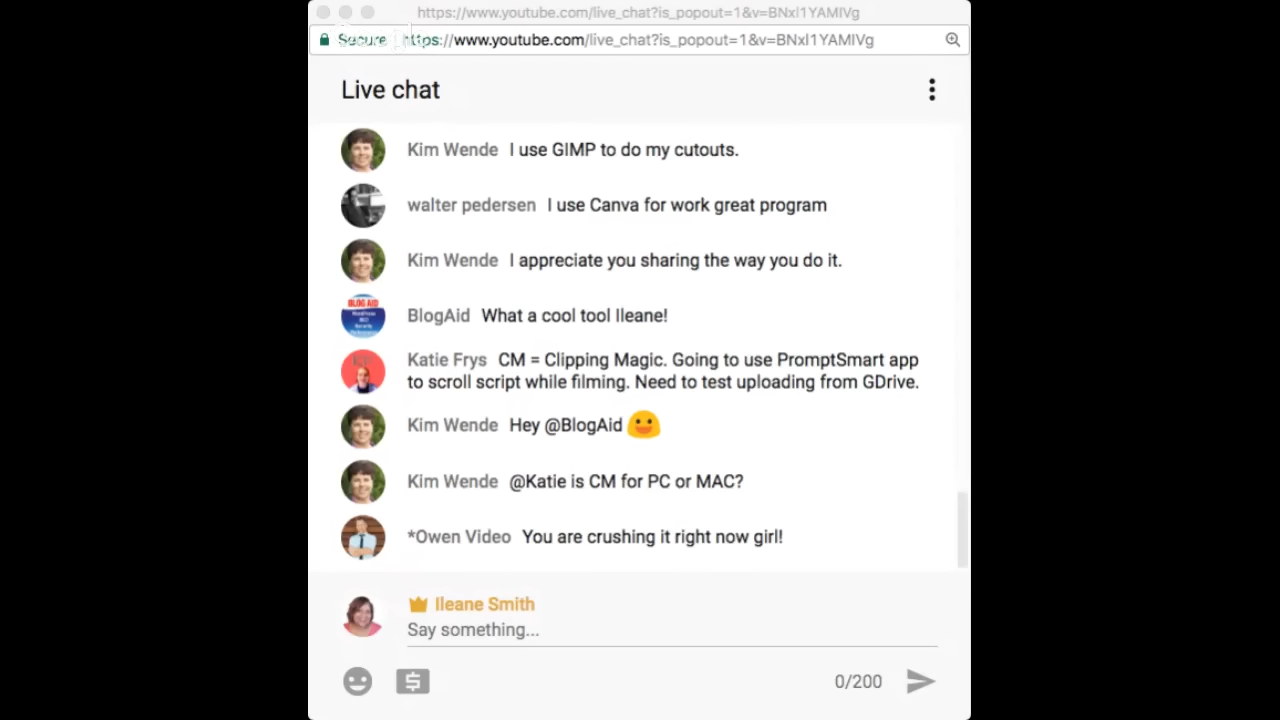 https://www.youtube.com/live_chat?is_popout=1&v=BNxl1YAMIVg
Secure https://www.youtube.com/live_chat?is_popout=1&v=BNxl1YAMIVg
Live chat
Kim Wende I use GIMP to do my cutouts.
walter pedersen I use Canva for work great program
Kim Wende I appreciate you sharing the way you do it.
BLOG AID
BlogAid What a cool tool Ileane!
Katie Frys CM = Clipping Magic. Going to use PromptSmart app
to scroll script while filming. Need to test uploading from GDrive.
Kim Wende Hey @BlogAid
Kim Wende @Katie is CM for PC or MAC?
*Owen Video You are crushing it right now girl!
Ileane Smith
Say something...
0/200